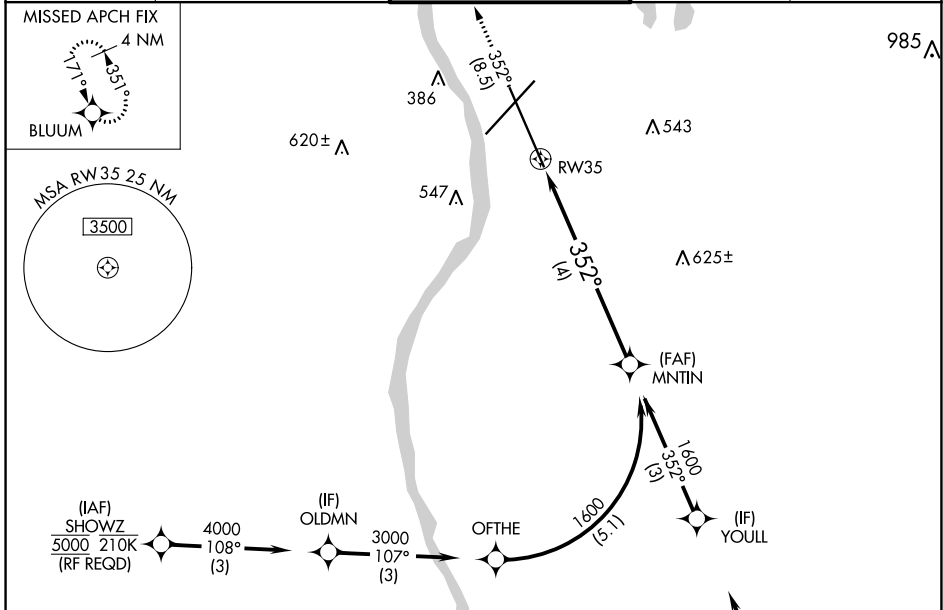 MISSED APCH FIX
4 NM
171°
351°
BLUUM
MSA RW35 25 NM
3500
352°
(8.5)
386
620±
547
985
543
RW35
625±
352°
(4)
(FAF)
MNTIN
1600
352°
(3)
(IF)
YOULL
(IAF)
SHOWZ
5000 210K
(RF REQD)
4000
108°
(3)
(IF)
OLDMN
3000
107°
(3)
OFTHE
1600
(5.1)